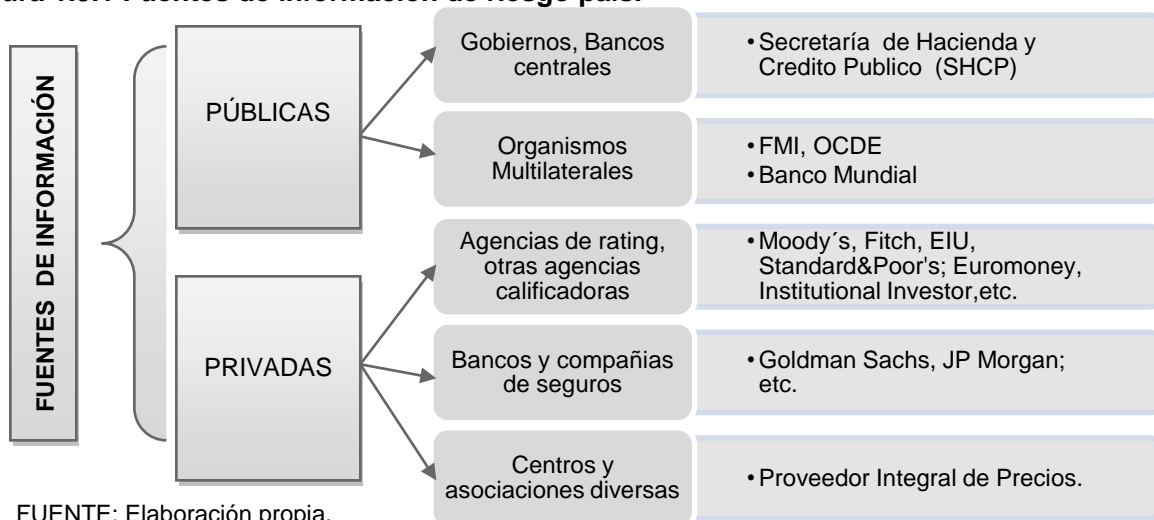 FUENTES DE INFORMACIÓN
PÚBLICAS
Gobiernos, Bancos
centrales
•Secretaría de Hacienda y
Credito Publico (SHCP)
Organismos
Multilaterales
•FMI, OCDE
•Banco Mundial
PRIVADAS
Agencias de rating,
otras agencias
calificadoras
•Moody´s, Fitch, EIU,
Standard&Poor's; Euromoney,
Institutional Investor,etc.
Bancos y compañias
de seguros
•Goldman Sachs, JP Morgan;
etc.
Centros y
asociaciones diversas
•Proveedor Integral de Precios.
FUENTE: Elaboración propia.